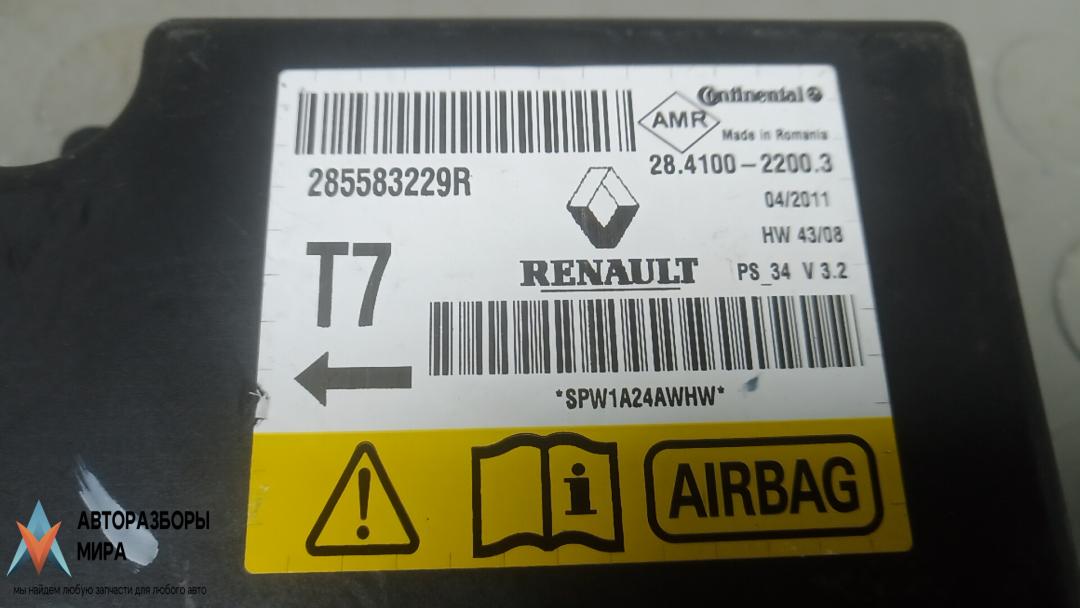 Continental
AMR
Made in Romania
285583229R
28.4100-2200.3
04/2011
HW 43/08
RENAULT
PS_34 V 3.2
T7
*SPW1A24AWHW*
i
AIRBAG
АВТОРАЗБОРЫ
МИРА
мы найдем любую запчасти для любого авто